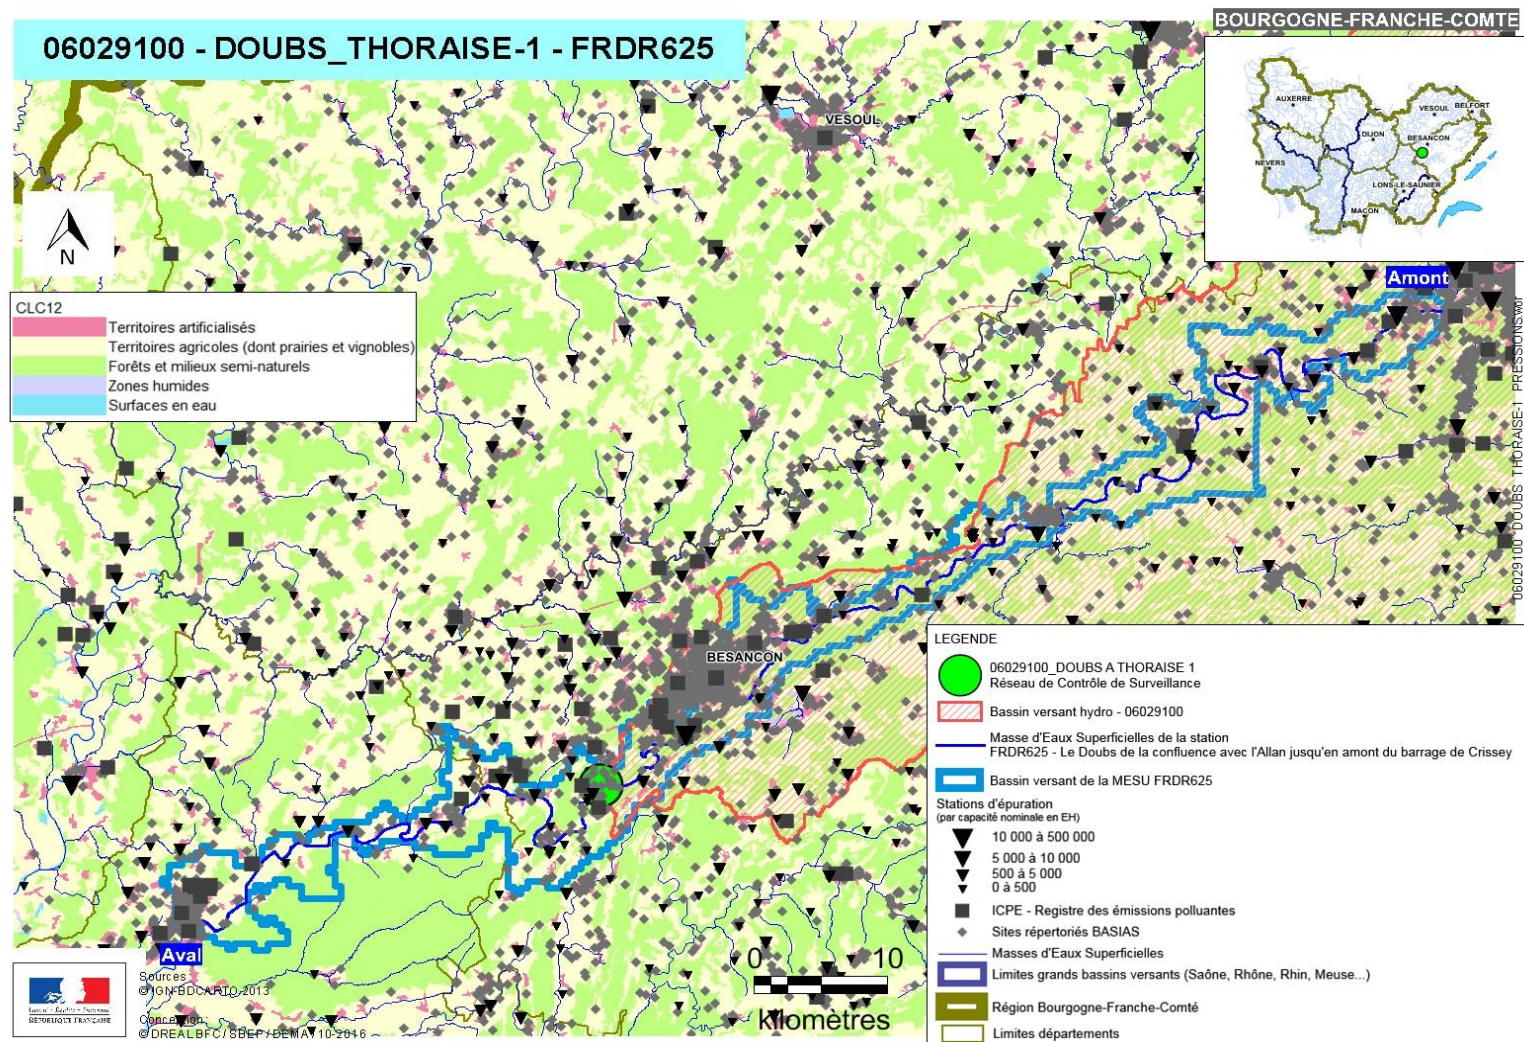 BOURGOGNE-FRANCHE-COMTE
06029100 - DOUBS_THORAISE-1 - FRDR625
VESOUL
AUXERRE
VESOUL
BELFORT
DIJON
BESANCON
NEVERS
LONS-LE-SAUNIER
MACON
N
Amont
CLC12
Territoires artificialisés
Territoires agricoles (dont prairies et vignobles)
Forêts et milieux semi-naturels
Zones humides
Surfaces en eau
06029100_DOUBS_THORAISE-1_PRESSIONS.wor
BESANCON
LEGENDE
06029100_DOUBS A THORAISE 1
Réseau de Contrôle de Surveillance
Bassin versant hydro - 06029100
Masse d'Eaux Superficielles de la station
FRDR625 - Le Doubs de la confluence avec l'Allan jusqu'en amont du barrage de Crissey
Bassin versant de la MESU FRDR625
Stations d'épuration
(par capacité nominale en EH)
10 000 à 500 000
5 000 à 10 000
500 à 5 000
0 à 500
ICPE - Registre des émissions polluantes
Sites répertoriés BASIAS
Masses d'Eaux Superficielles
Limites grands bassins versants (Saône, Rhône, Rhin, Meuse...)
Région Bourgogne-Franche-Comté
Limites départements
Aval
0 10
kilomètres
Liberté • Égalité • Fraternité
RÉPUBLIQUE FRANÇAISE
Sources :
© IGN-BDCARTO-2013
Conception :
© DREAL BFC / SBEP / DEMA / 10-2016